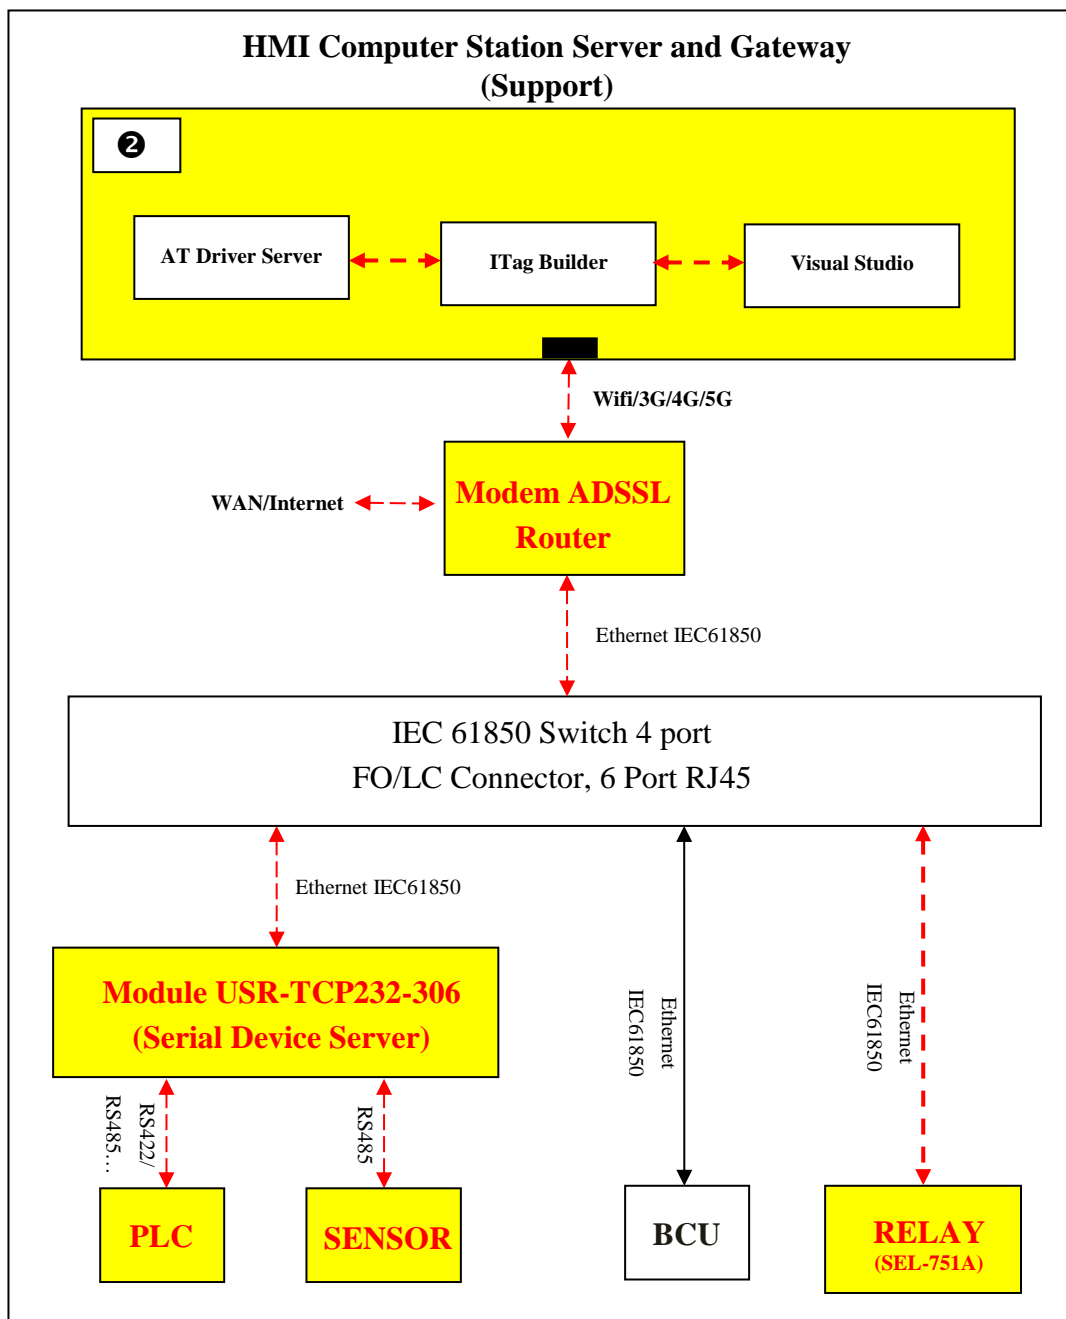 HMI Computer Station Server and Gateway
(Support)
❷
AT Driver Server
ITag Builder
Visual Studio
Wifi/3G/4G/5G
Modem ADSSL
Router
WAN/Internet
Ethernet IEC61850
IEC 61850 Switch 4 port
FO/LC Connector, 6 Port RJ45
Ethernet IEC61850
Module USR-TCP232-306
(Serial Device Server)
RS422/
RS485…
RS485
Ethernet
IEC61850
Ethernet
IEC61850
PLC
SENSOR
BCU
RELAY
(SEL-751A)